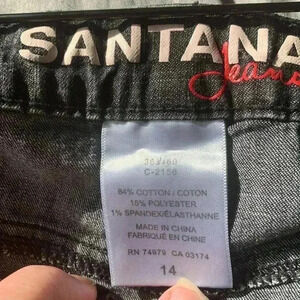 SANTANA
Jeans
C-2156
84% COTTON / COTON
15% POLYESTER
1% SPANDEX/ELASTHANNE
MADE IN CHINA
FABRIQUÉ EN CHINE
RN 74979 CA 03174
14